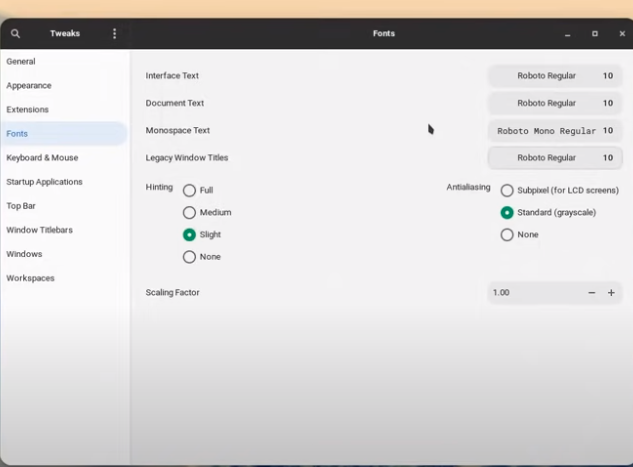 Tweaks
Fonts
General
Appearance
Extensions
Fonts
Keyboard & Mouse
Startup Applications
Top Bar
Window Titlebars
Windows
Workspaces
Interface Text Roboto Regular 10
Document Text Roboto Regular 10
Monospace Text Roboto Mono Regular 10
Legacy Window Titles Roboto Regular 10
Hinting
Full
Medium
Slight
None
Antialiasing
Subpixel (for LCD screens)
Standard (grayscale)
None
Scaling Factor 1.00 − +